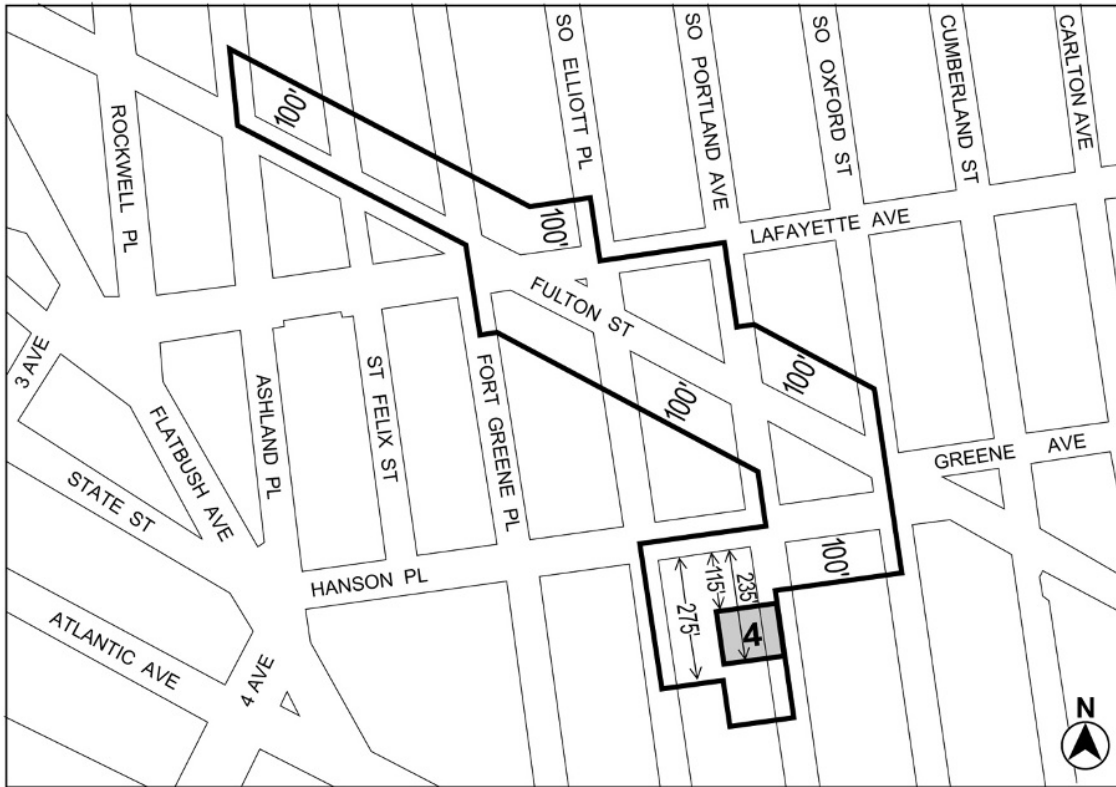 SO ELLIOTT PL
SO PORTLAND AVE
SO OXFORD ST
CUMBERLAND ST
CARLTON AVE
100'
ROCKWELL PL
100'
LAFAYETTE AVE
FULTON ST
3 AVE
ASHLAND PL
ST FELIX ST
FORT GREENE PL
100'
100'
FLATBUSH AVE
GREENE AVE
STATE ST
HANSON PL
100'
115'
235'
275'
4
ATLANTIC AVE
4 AVE
N